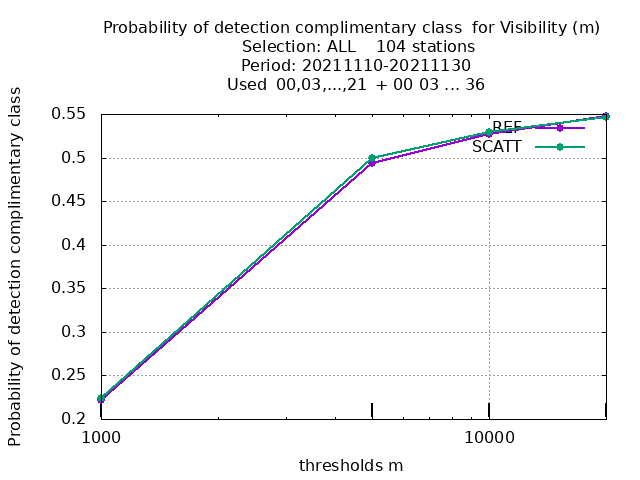 Probability of detection complimentary class  for Visibility (m)
Selection: ALL    104 stations
Period: 20211110-20211130
Used  00,03,...,21  + 00 03 ... 36
Probability of detection complimentary class
0.55
0.5
0.45
0.4
0.35
0.3
0.25
0.2
REF
SCATT
1000
10000
thresholds m